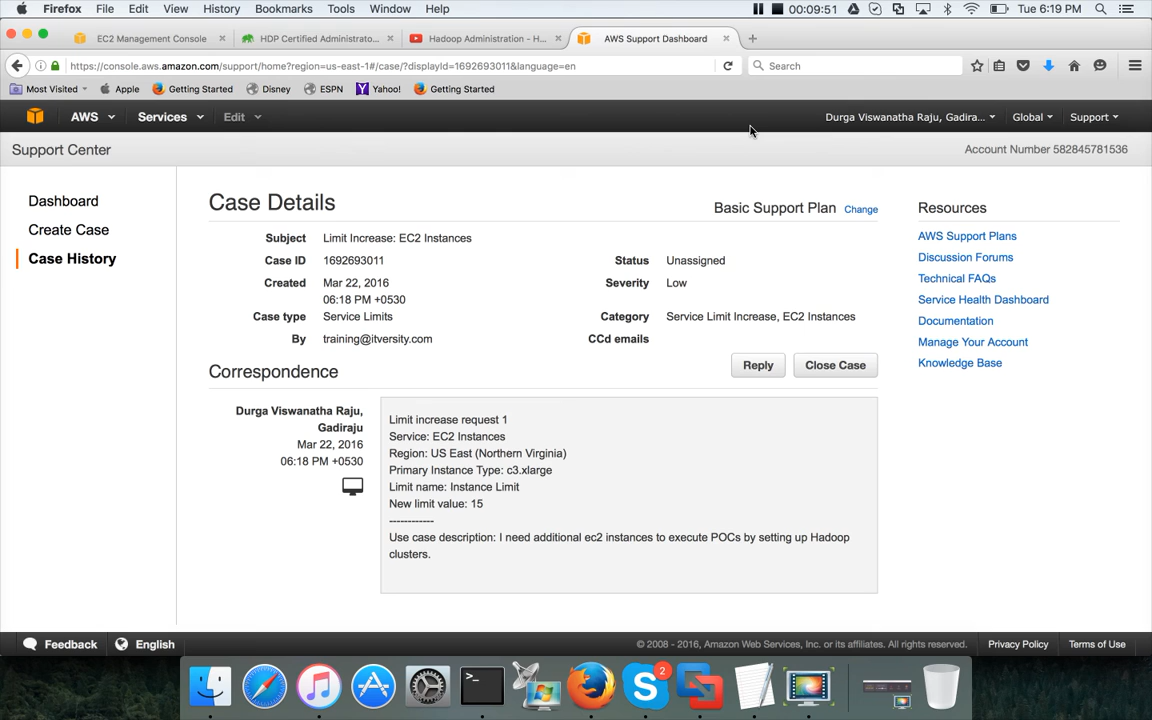 Firefox File Edit View History Bookmarks Tools Window Help 00:09:51 Tue 6:19 PM
EC2 Management Console × HDP Certified Administrato... × Hadoop Administration - H... × AWS Support Dashboard × +
https://console.aws.amazon.com/support/home?region=us-east-1#/case/?displayId=1692693011&language=en Search
Most Visited Apple Getting Started Disney ESPN Yahoo! Getting Started
AWS Services Edit Durga Viswanatha Raju, Gadira... Global Support
Support Center Account Number 582845781536
Dashboard
Create Case
Case History
Case Details
Basic Support Plan Change
Subject Limit Increase: EC2 Instances
Case ID 1692693011
Created Mar 22, 2016
06:18 PM +0530
Case type Service Limits
By training@itversity.com
Status Unassigned
Severity Low
Category Service Limit Increase, EC2 Instances
CCd emails
Reply Close Case
Correspondence
Durga Viswanatha Raju,
Gadiraju
Mar 22, 2016
06:18 PM +0530
Limit increase request 1
Service: EC2 Instances
Region: US East (Northern Virginia)
Primary Instance Type: c3.xlarge
Limit name: Instance Limit
New limit value: 15
------------
Use case description: I need additional ec2 instances to execute POCs by setting up Hadoop
clusters.
Resources
AWS Support Plans
Discussion Forums
Technical FAQs
Service Health Dashboard
Documentation
Manage Your Account
Knowledge Base
Feedback English © 2008 - 2016, Amazon Web Services, Inc. or its affiliates. All rights reserved. Privacy Policy Terms of Use
>_
2